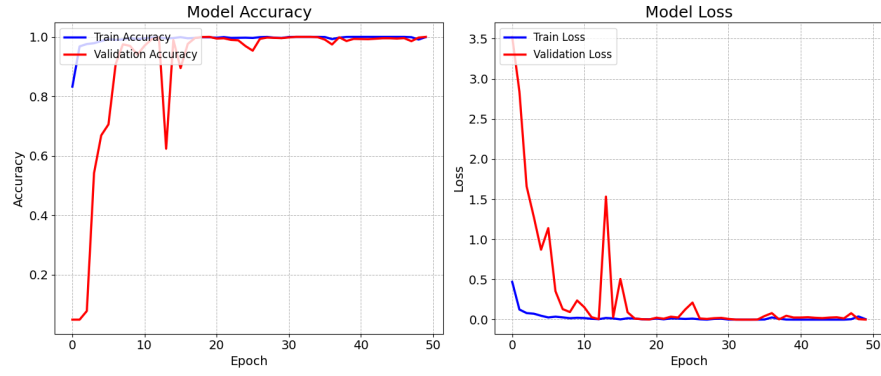 Model Accuracy
Train Accuracy
Validation Accuracy
1.0
0.8
0.6
0.4
0.2
Accuracy
0
10
20
30
40
50
Epoch
Model Loss
Train Loss
Validation Loss
3.5
3.0
2.5
2.0
1.5
1.0
0.5
0.0
Loss
0
10
20
30
40
50
Epoch